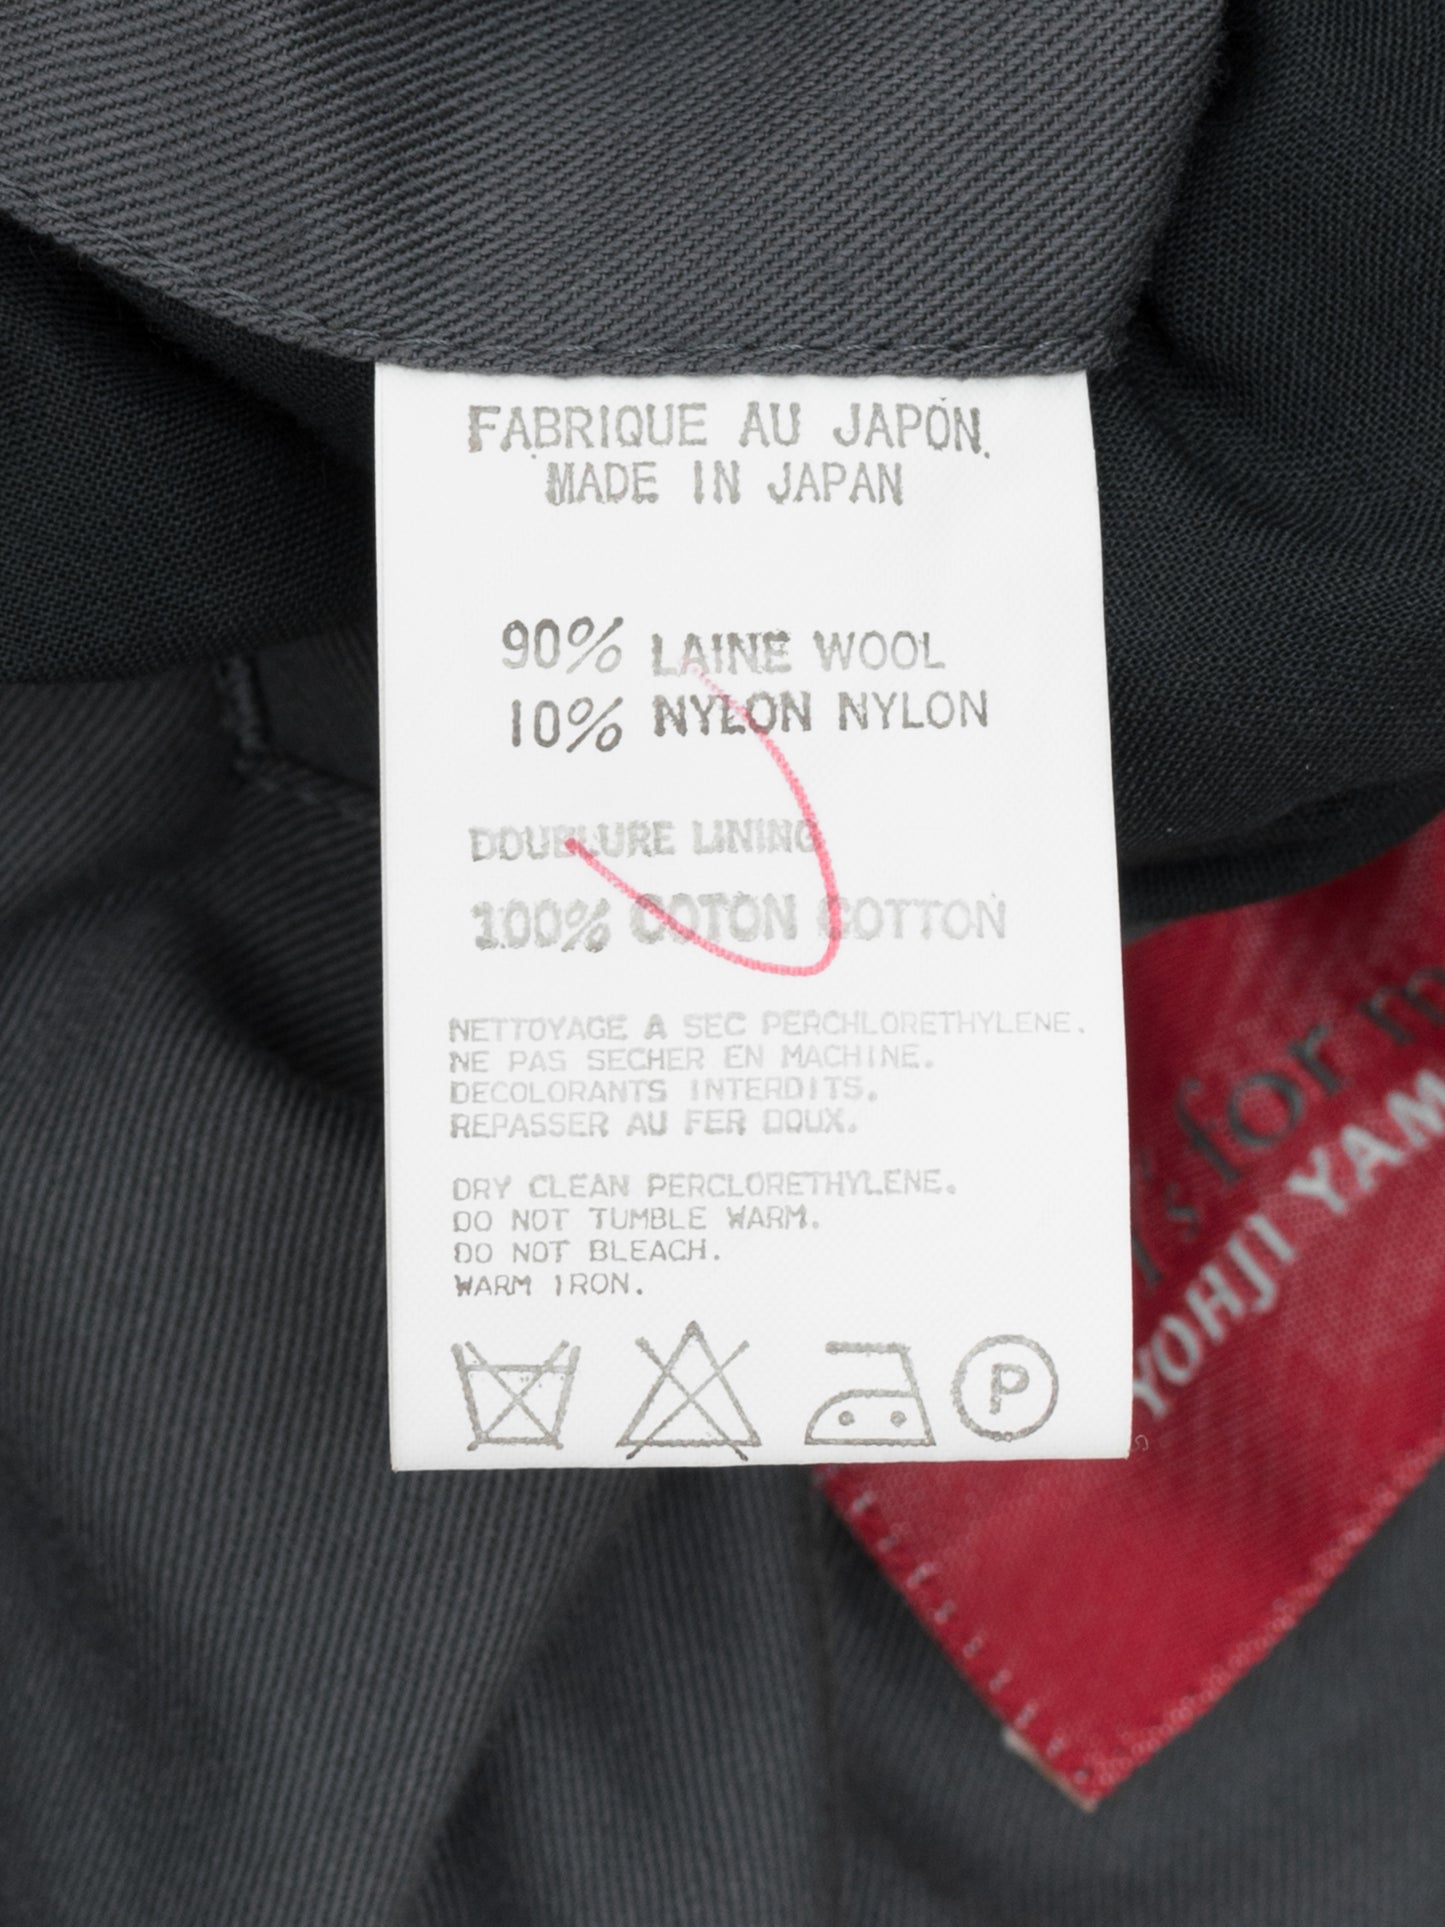 FABRIQUE AU JAPON.
MADE IN JAPAN
90% LAINE WOOL
10% NYLON NYLON
DOUBLURE LINING
100% COTON COTTON
NETTOYAGE A SEC PERCHLORETHYLENE.
NE PAS SECHER EN MACHINE.
DECOLORANTS INTERDITS.
REPASSER AU FER DOUX.
DRY CLEAN PERCLORETHYLENE.
DO NOT TUMBLE WARM.
DO NOT BLEACH.
WARM IRON.
P
for
YOHJI YAM